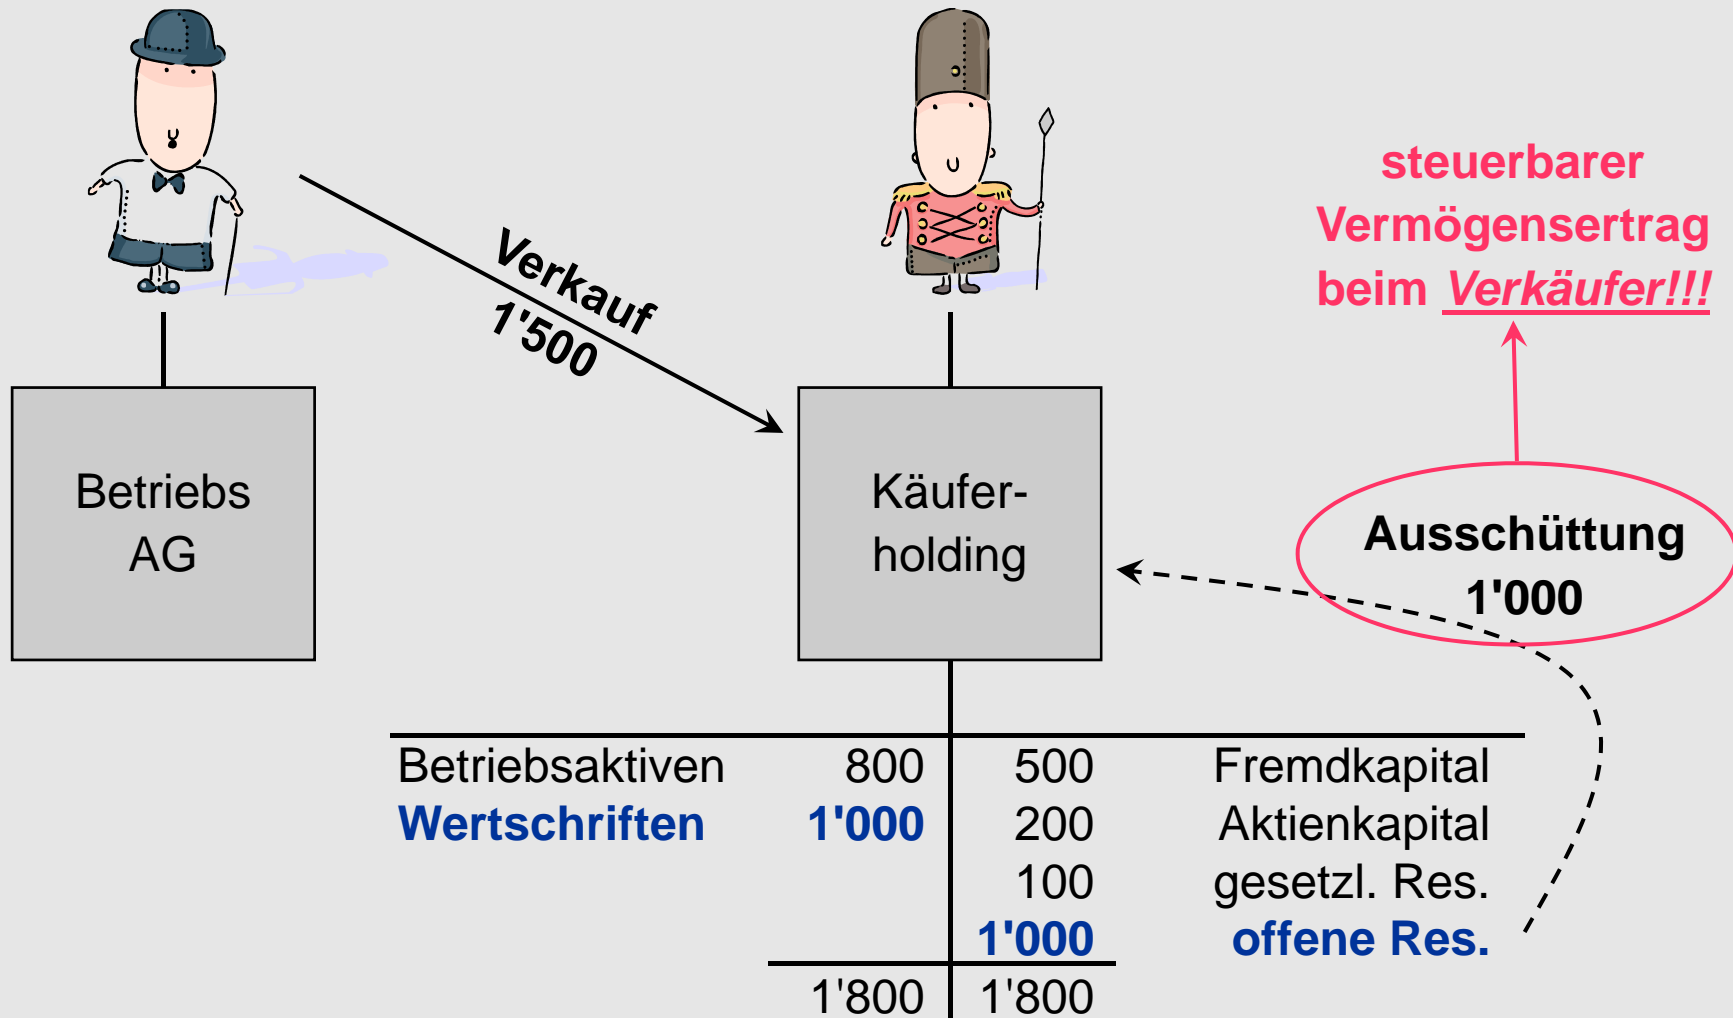 steuerbarer
Vermögensertrag
beim Verkäufer!!!
Verkauf
1'500
Betriebs
AG
Käufer-
holding
Ausschüttung
1'000
Betriebsaktiven 800 500 Fremdkapital
Wertschriften 1'000 200 Aktienkapital
100 gesetzl. Res.
1'000 offene Res.
1'800 1'800